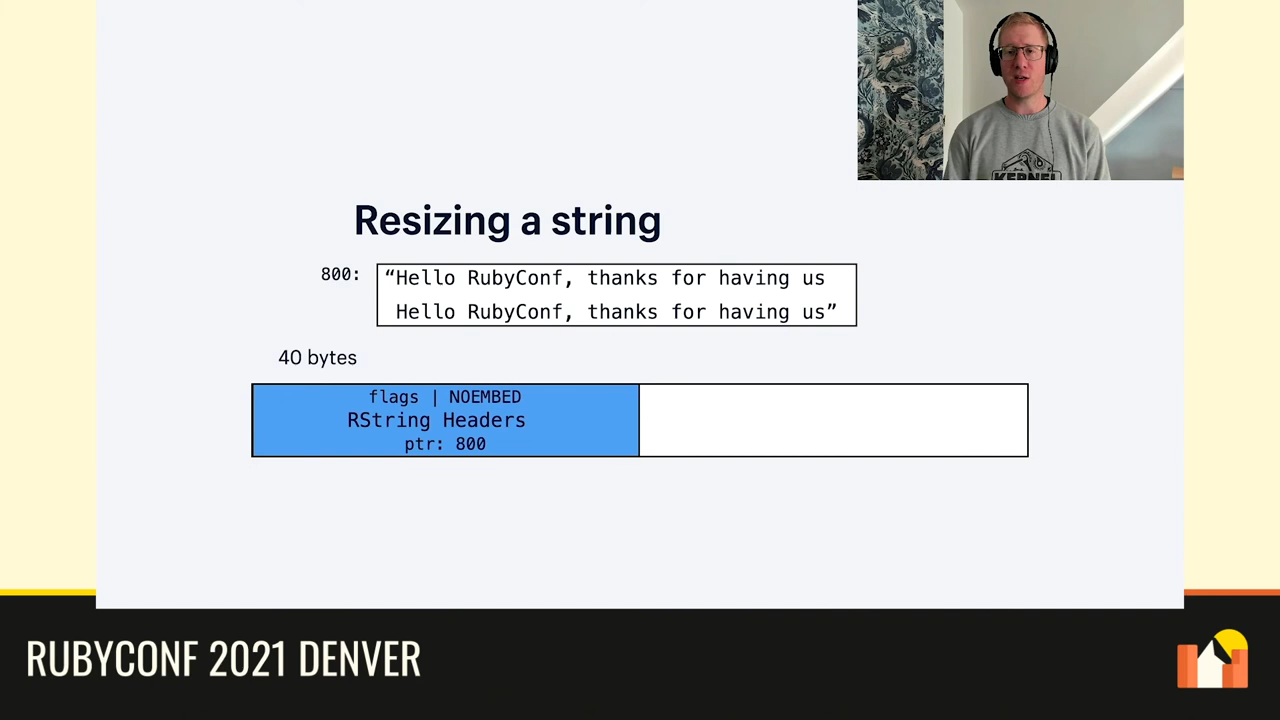 KERNEL
Resizing a string
800:
“Hello RubyConf, thanks for having us
Hello RubyConf, thanks for having us”
40 bytes
flags | NOEMBED
RString Headers
ptr: 800
RUBYCONF 2021 DENVER